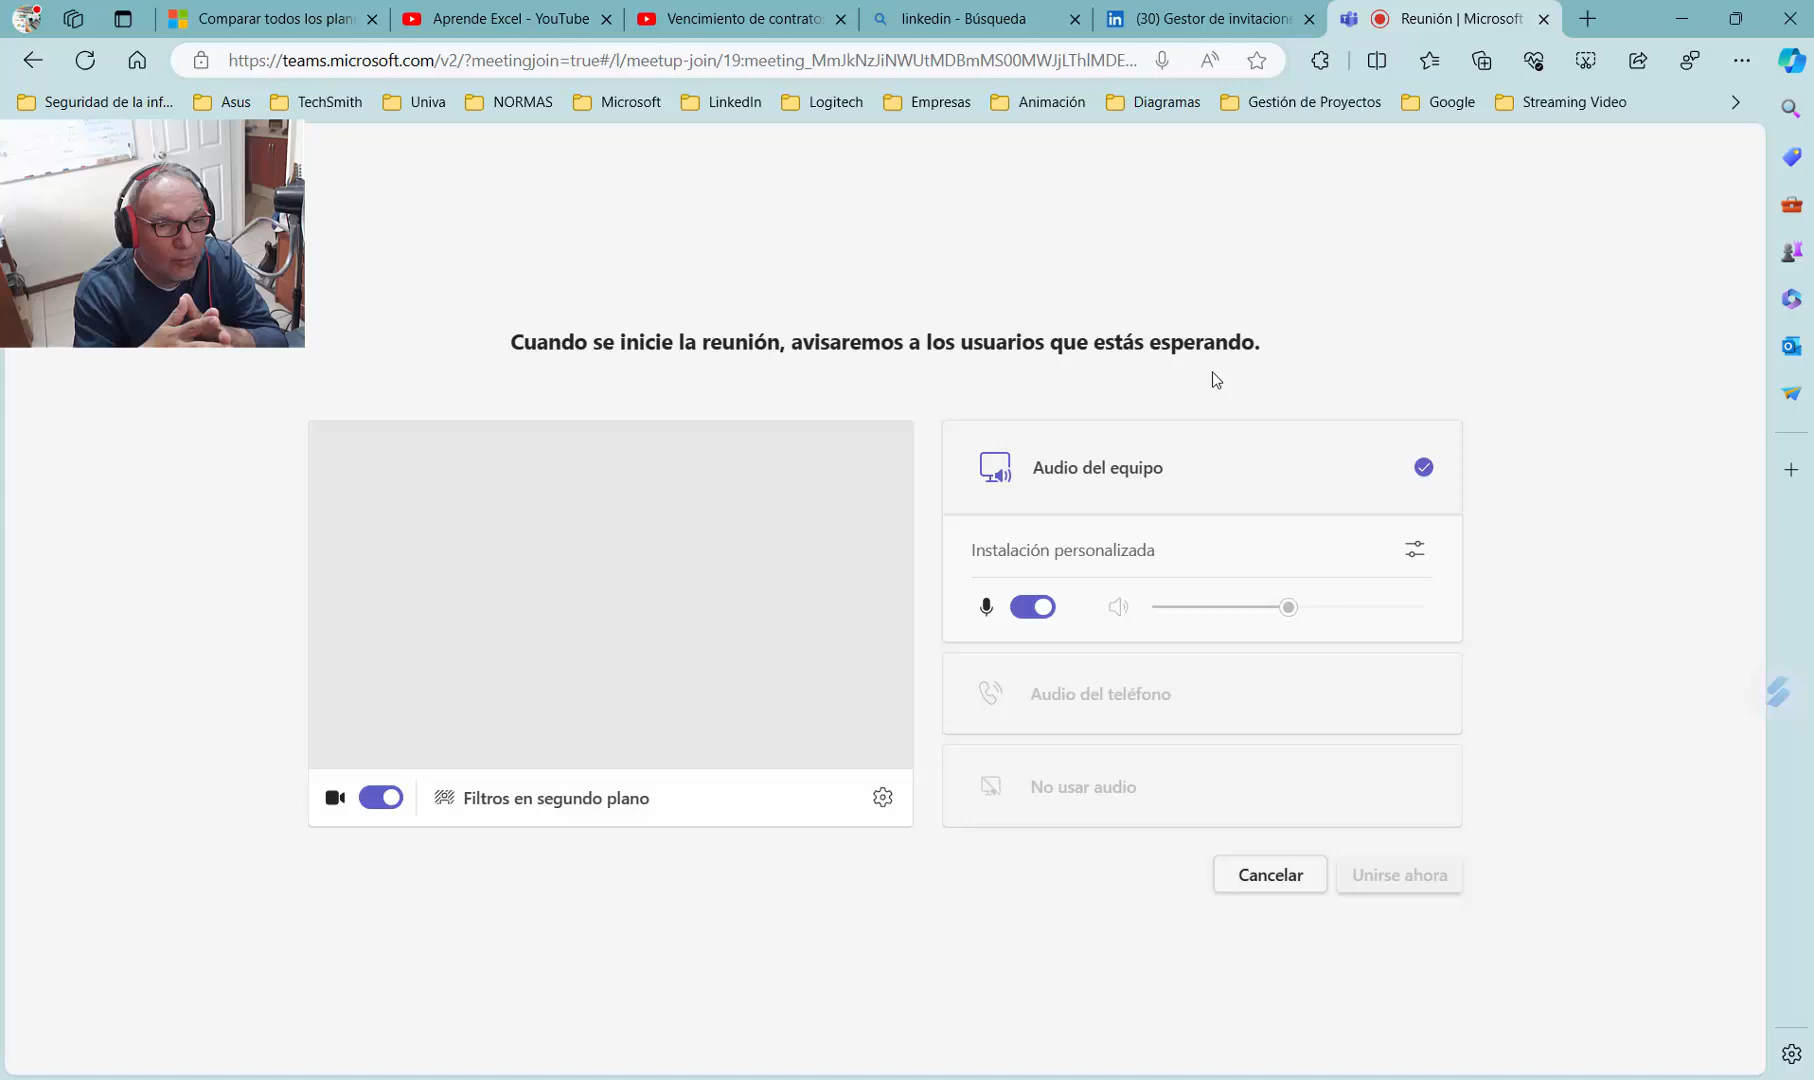 Comparar todos los plan
Aprende Excel - YouTube
Vencimiento de contrato
linkedin - Búsqueda
(30) Gestor de invitacion
Reunión | Microsoft
https://teams.microsoft.com/v2/?meetingjoin=true#/l/meetup-join/19:meeting_MmJkNzJiNWUtMDBmMS00MWJjLThlMDE...
Seguridad de la inf...
Asus
TechSmith
Univa
NORMAS
Microsoft
LinkedIn
Logitech
Empresas
Animación
Diagramas
Gestión de Proyectos
Google
Streaming Video
Cuando se inicie la reunión, avisaremos a los usuarios que estás esperando.
Audio del equipo
Instalación personalizada
Audio del teléfono
No usar audio
Filtros en segundo plano
Cancelar
Unirse ahora